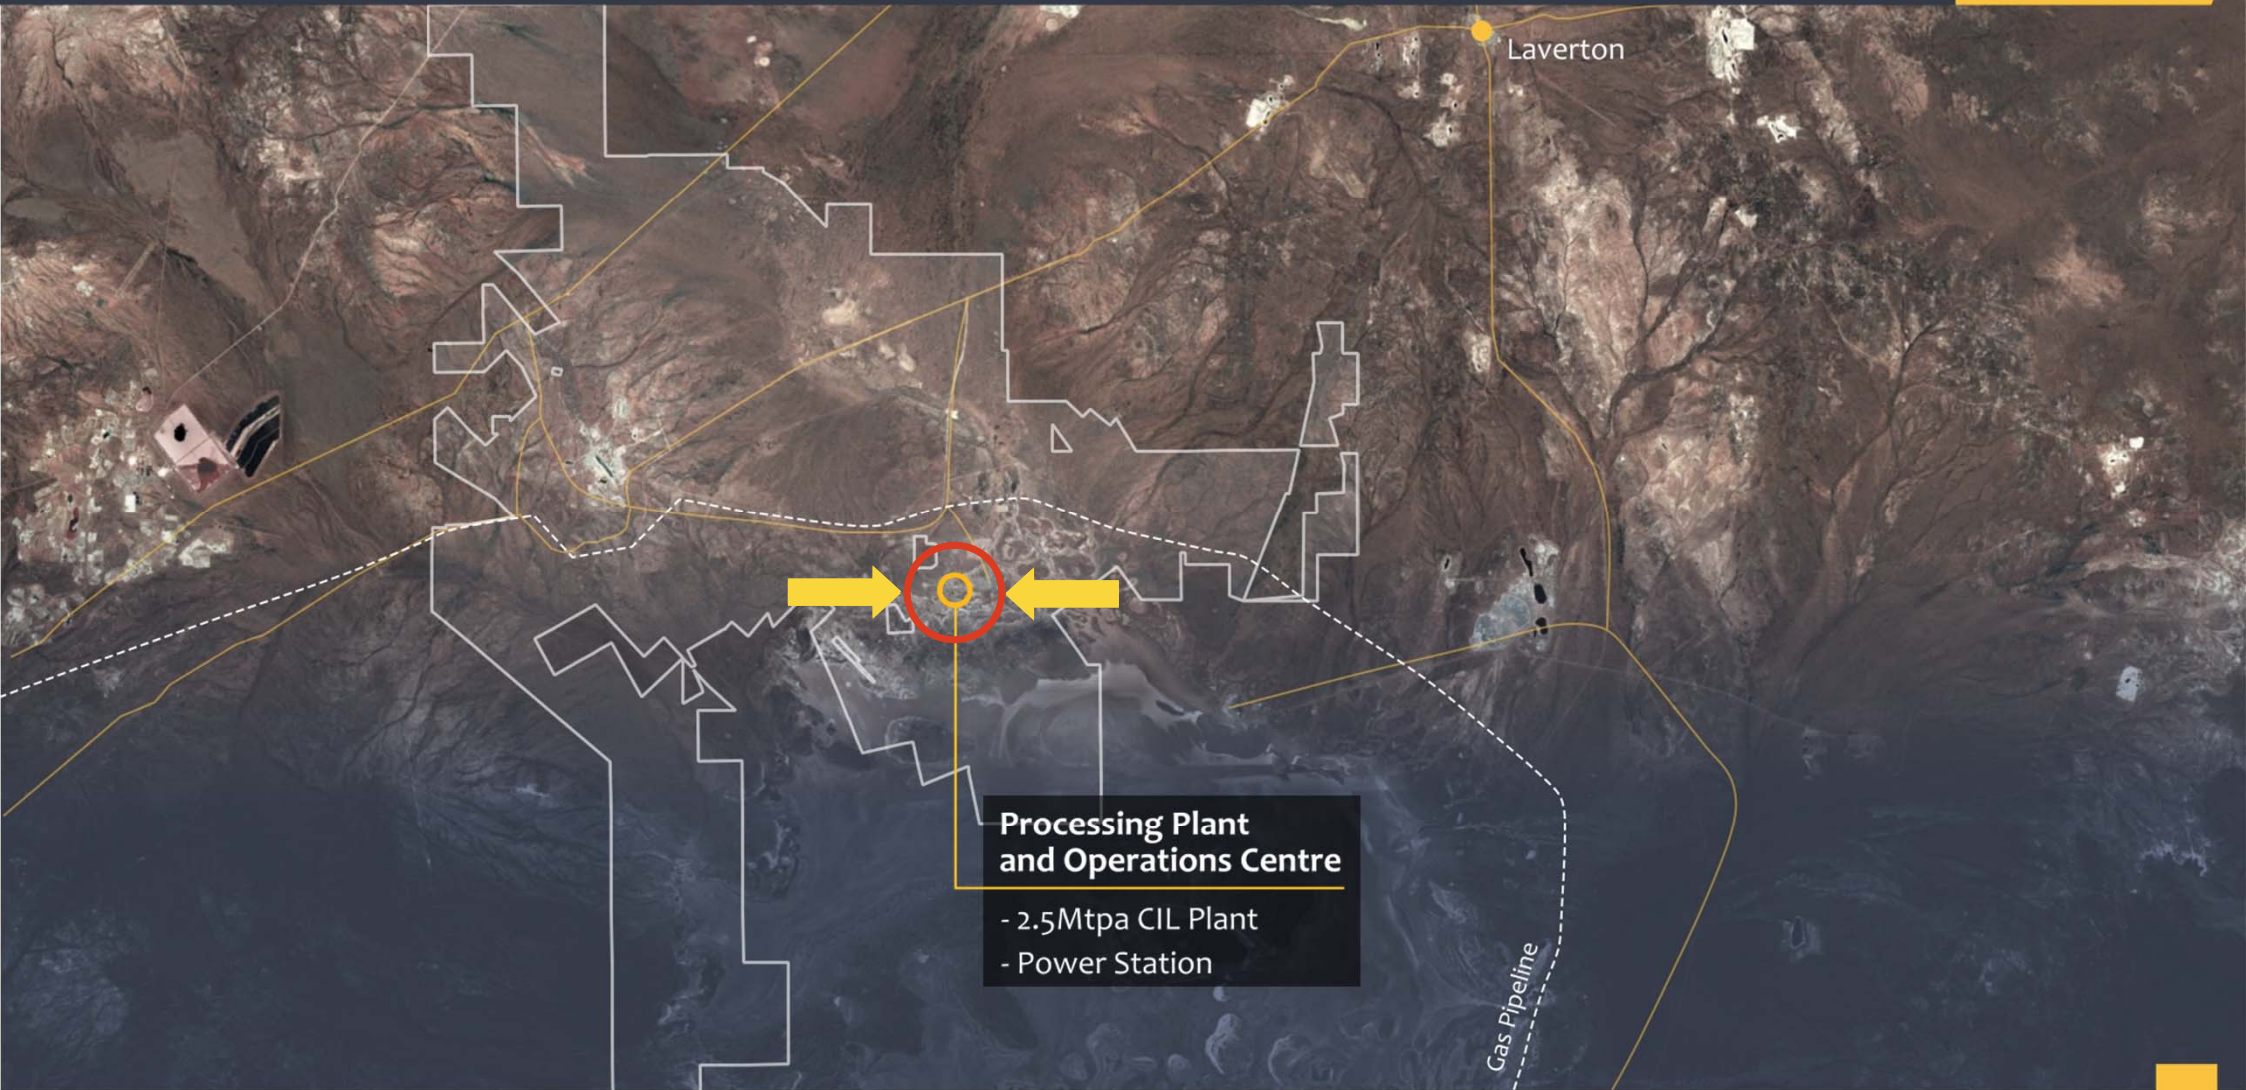 Laverton
Processing Plant
and Operations Centre
- 2.5Mtpa CIL Plant
- Power Station
Gas Pipeline